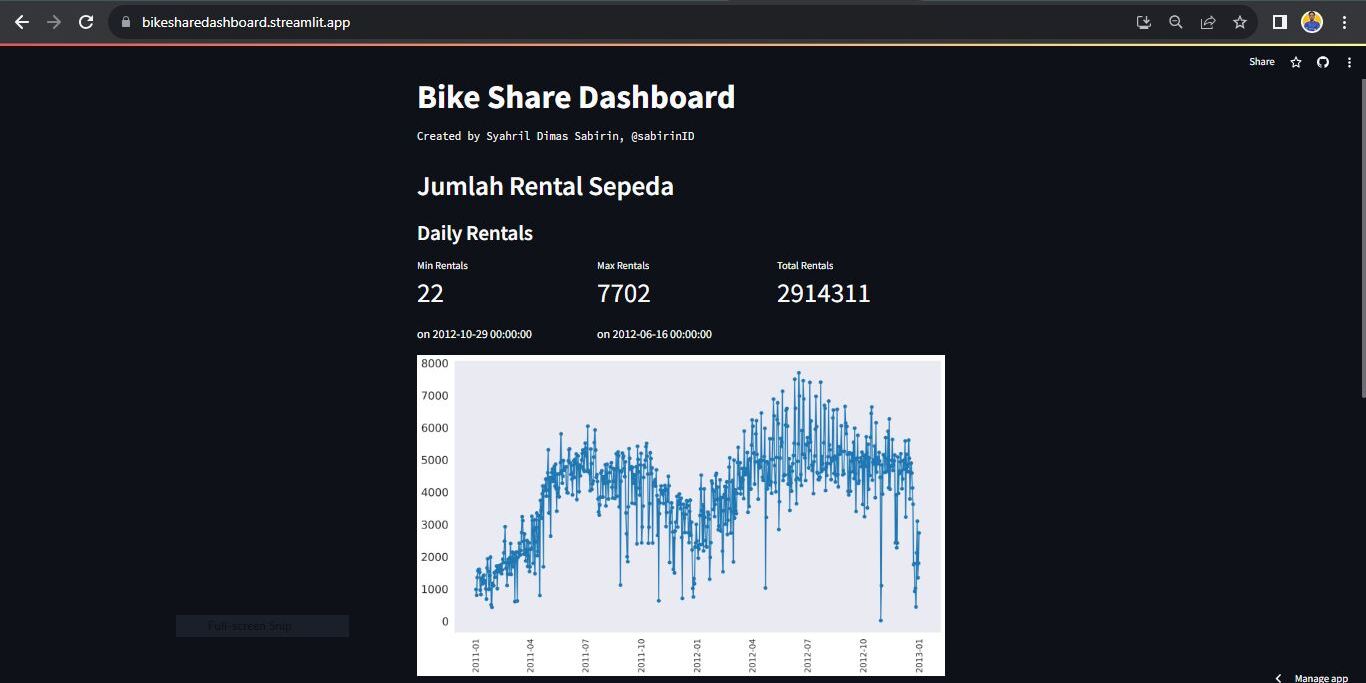 bikesharedashboard.streamlit.app
Share
Bike Share Dashboard
Created by Syahril Dimas Sabirin, @sabirinID
Jumlah Rental Sepeda
Daily Rentals
Min Rentals Max Rentals Total Rentals
22 7702 2914311
on 2012-10-29 00:00:00 on 2012-06-16 00:00:00
8000
7000
6000
5000
4000
3000
2000
1000
0
2011-01 2011-04 2011-07 2011-10 2012-01 2012-04 2012-07 2012-10 2013-01
Full-screen Snip
Manage app